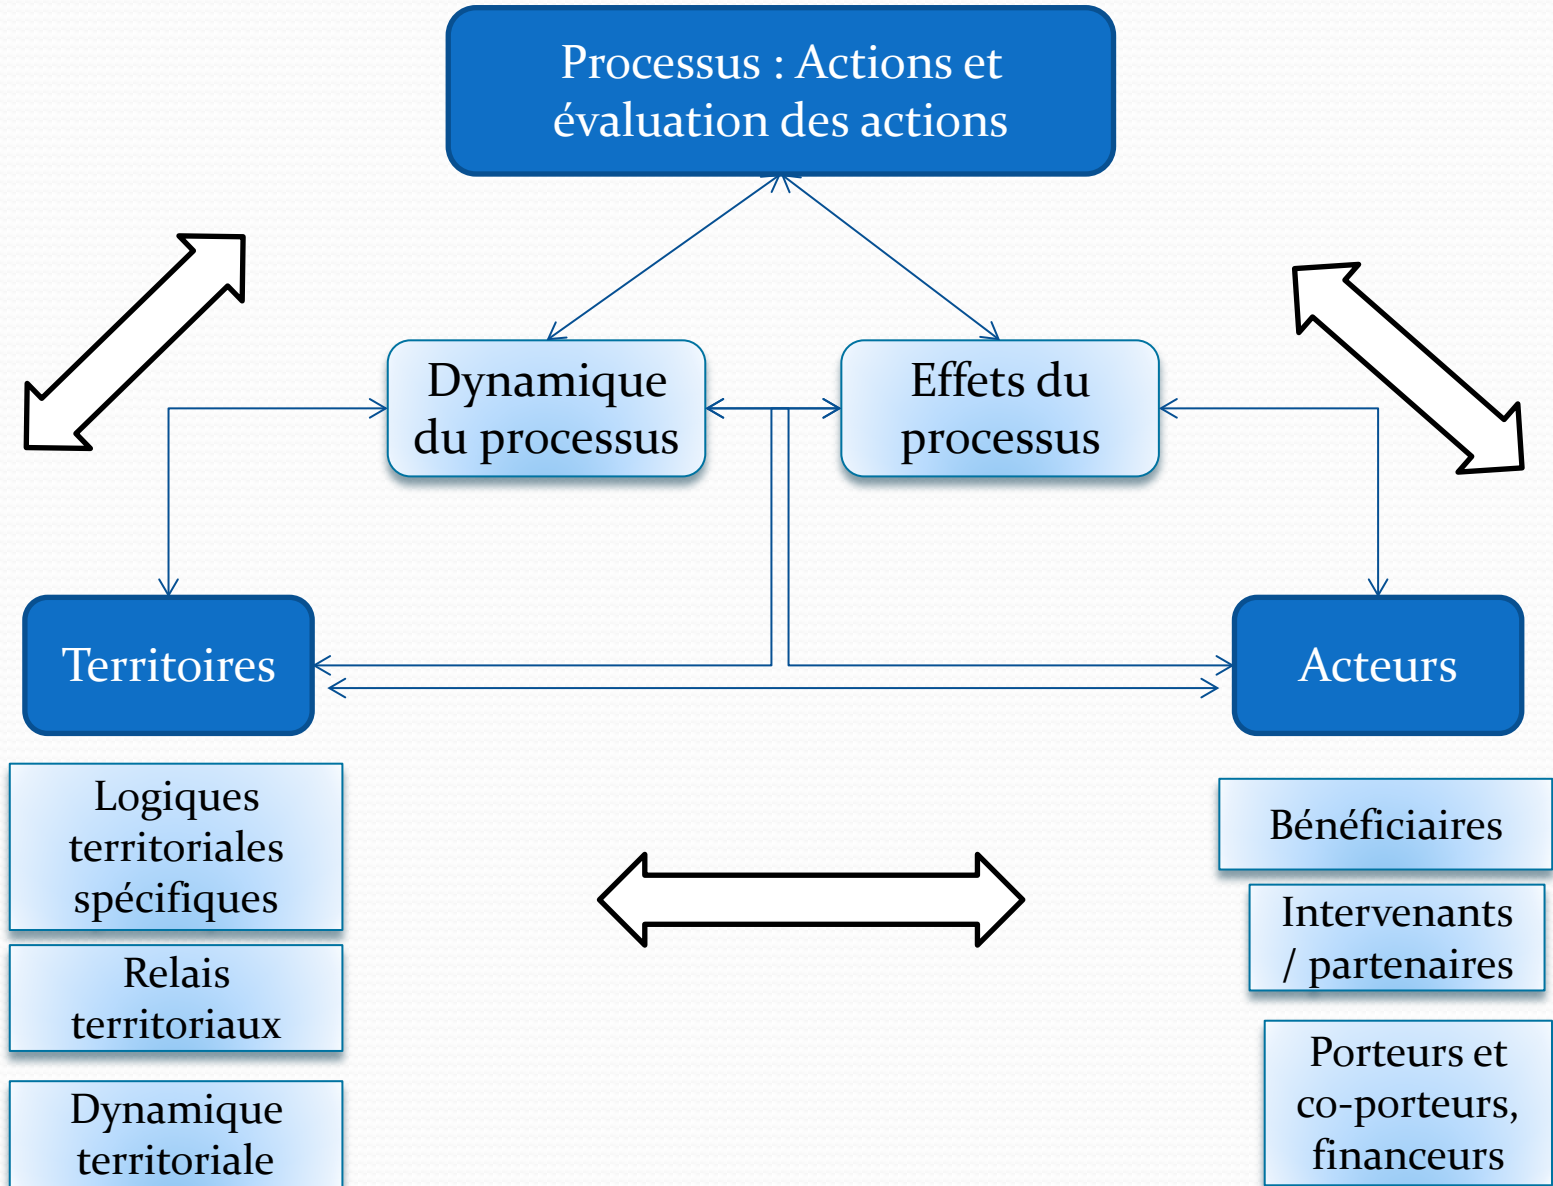 Processus : Actions et
évaluation des actions
Dynamique
du processus
Effets du
processus
Territoires
Acteurs
Logiques
territoriales
spécifiques
Relais
territoriaux
Dynamique
territoriale
Bénéficiaires
Intervenants
/ partenaires
Porteurs et
co-porteurs,
financeurs